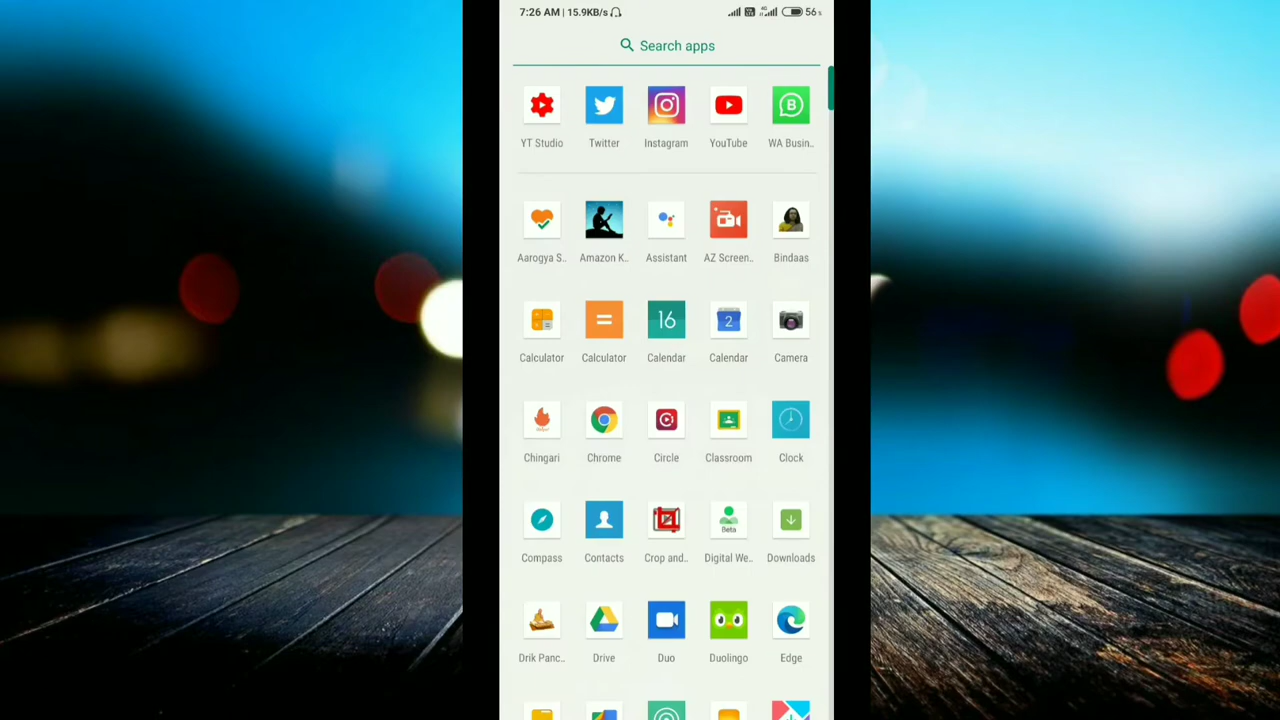 7:26 AM | 15.9KB/s 4G 56
Search apps
YT Studio Twitter Instagram YouTube WA Busin..
B
Aarogya S.. Amazon K.. Assistant AZ Screen.. Bindaas
16 2
Calculator Calculator Calendar Calendar Camera
Chingari Chrome Circle Classroom Clock
Beta
Compass Contacts Crop and.. Digital We.. Downloads
Drik Panc.. Drive Duo Duolingo Edge